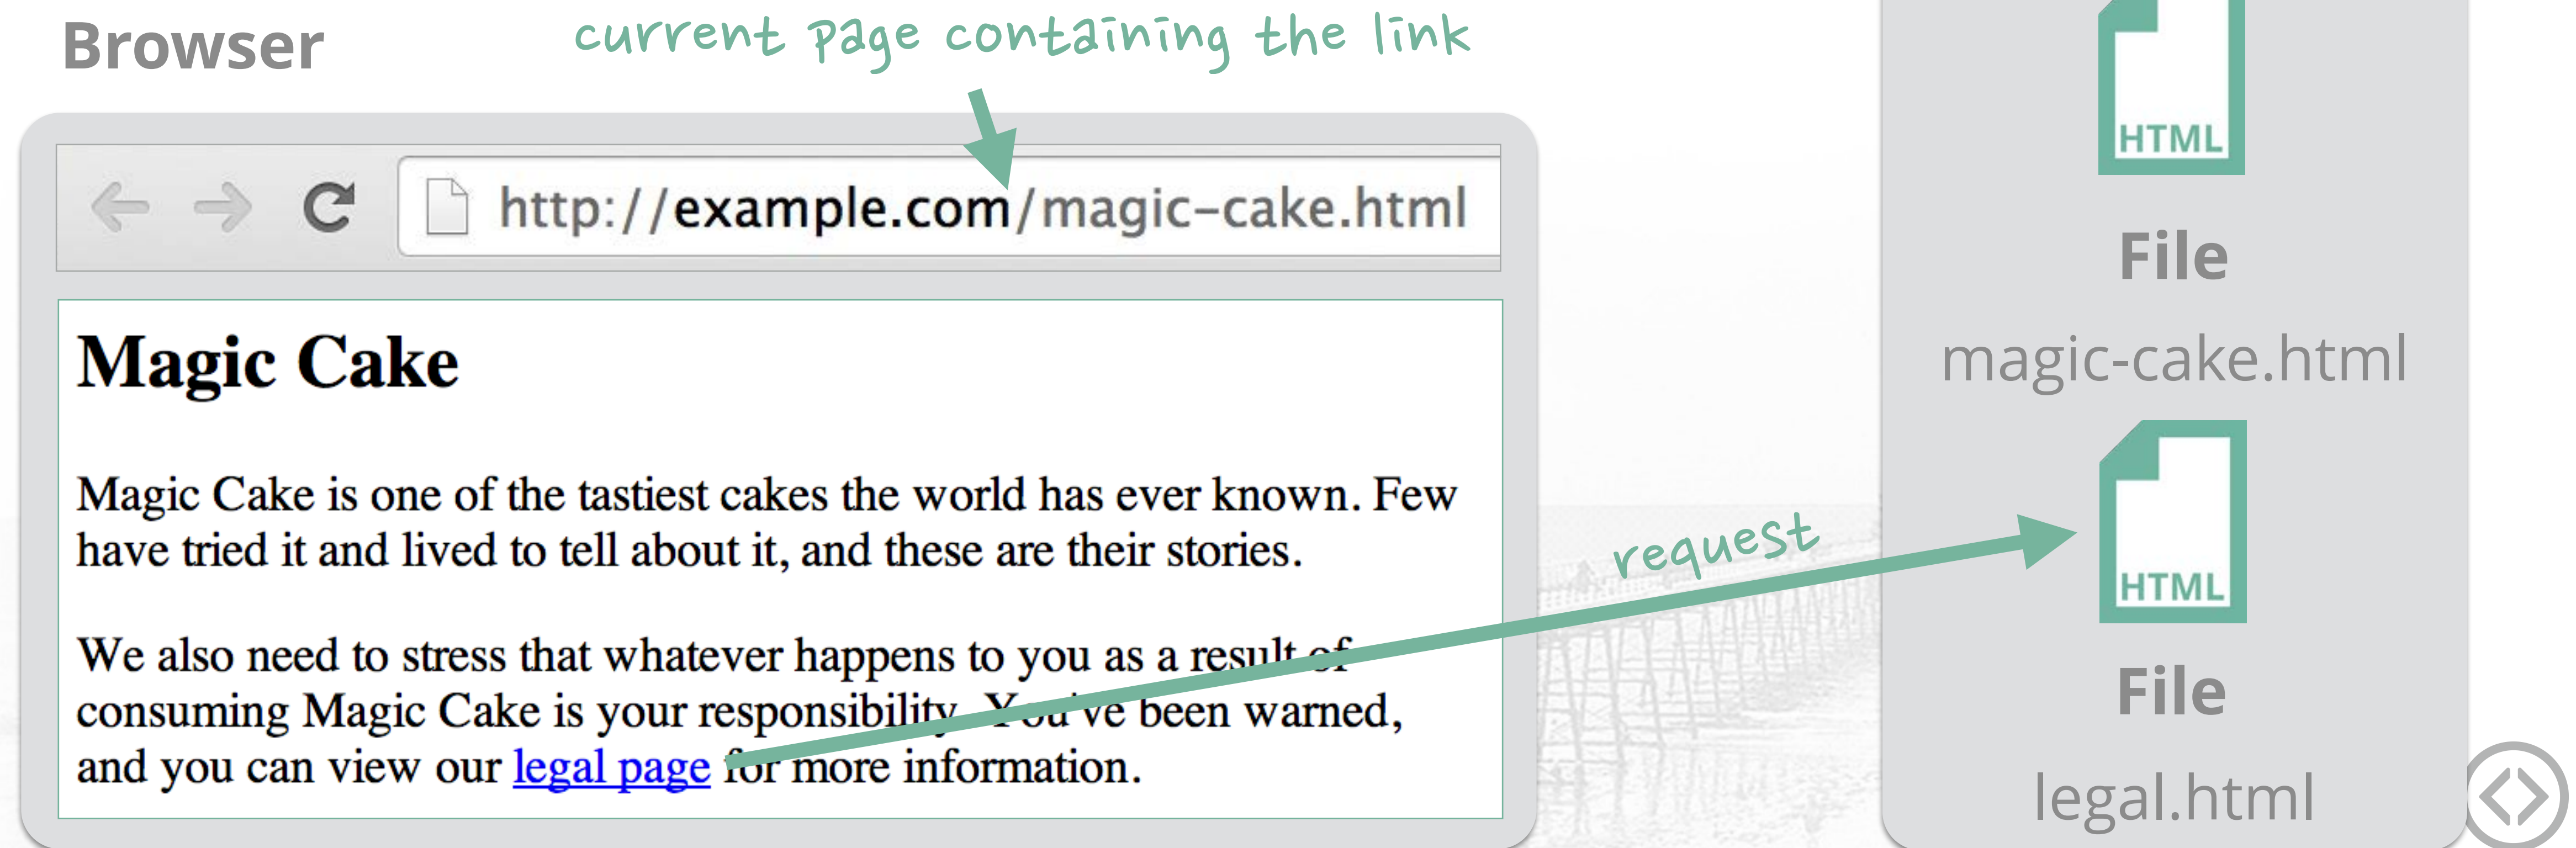 Browser
current page containing the link
http://example.com/magic-cake.html
Magic Cake
Magic Cake is one of the tastiest cakes the world has ever known. Few
have tried it and lived to tell about it, and these are their stories.
We also need to stress that whatever happens to you as a result of
consuming Magic Cake is your responsibility. You've been warned,
and you can view our legal page for more information.
request
HTML
File
magic-cake.html
HTML
File
legal.html